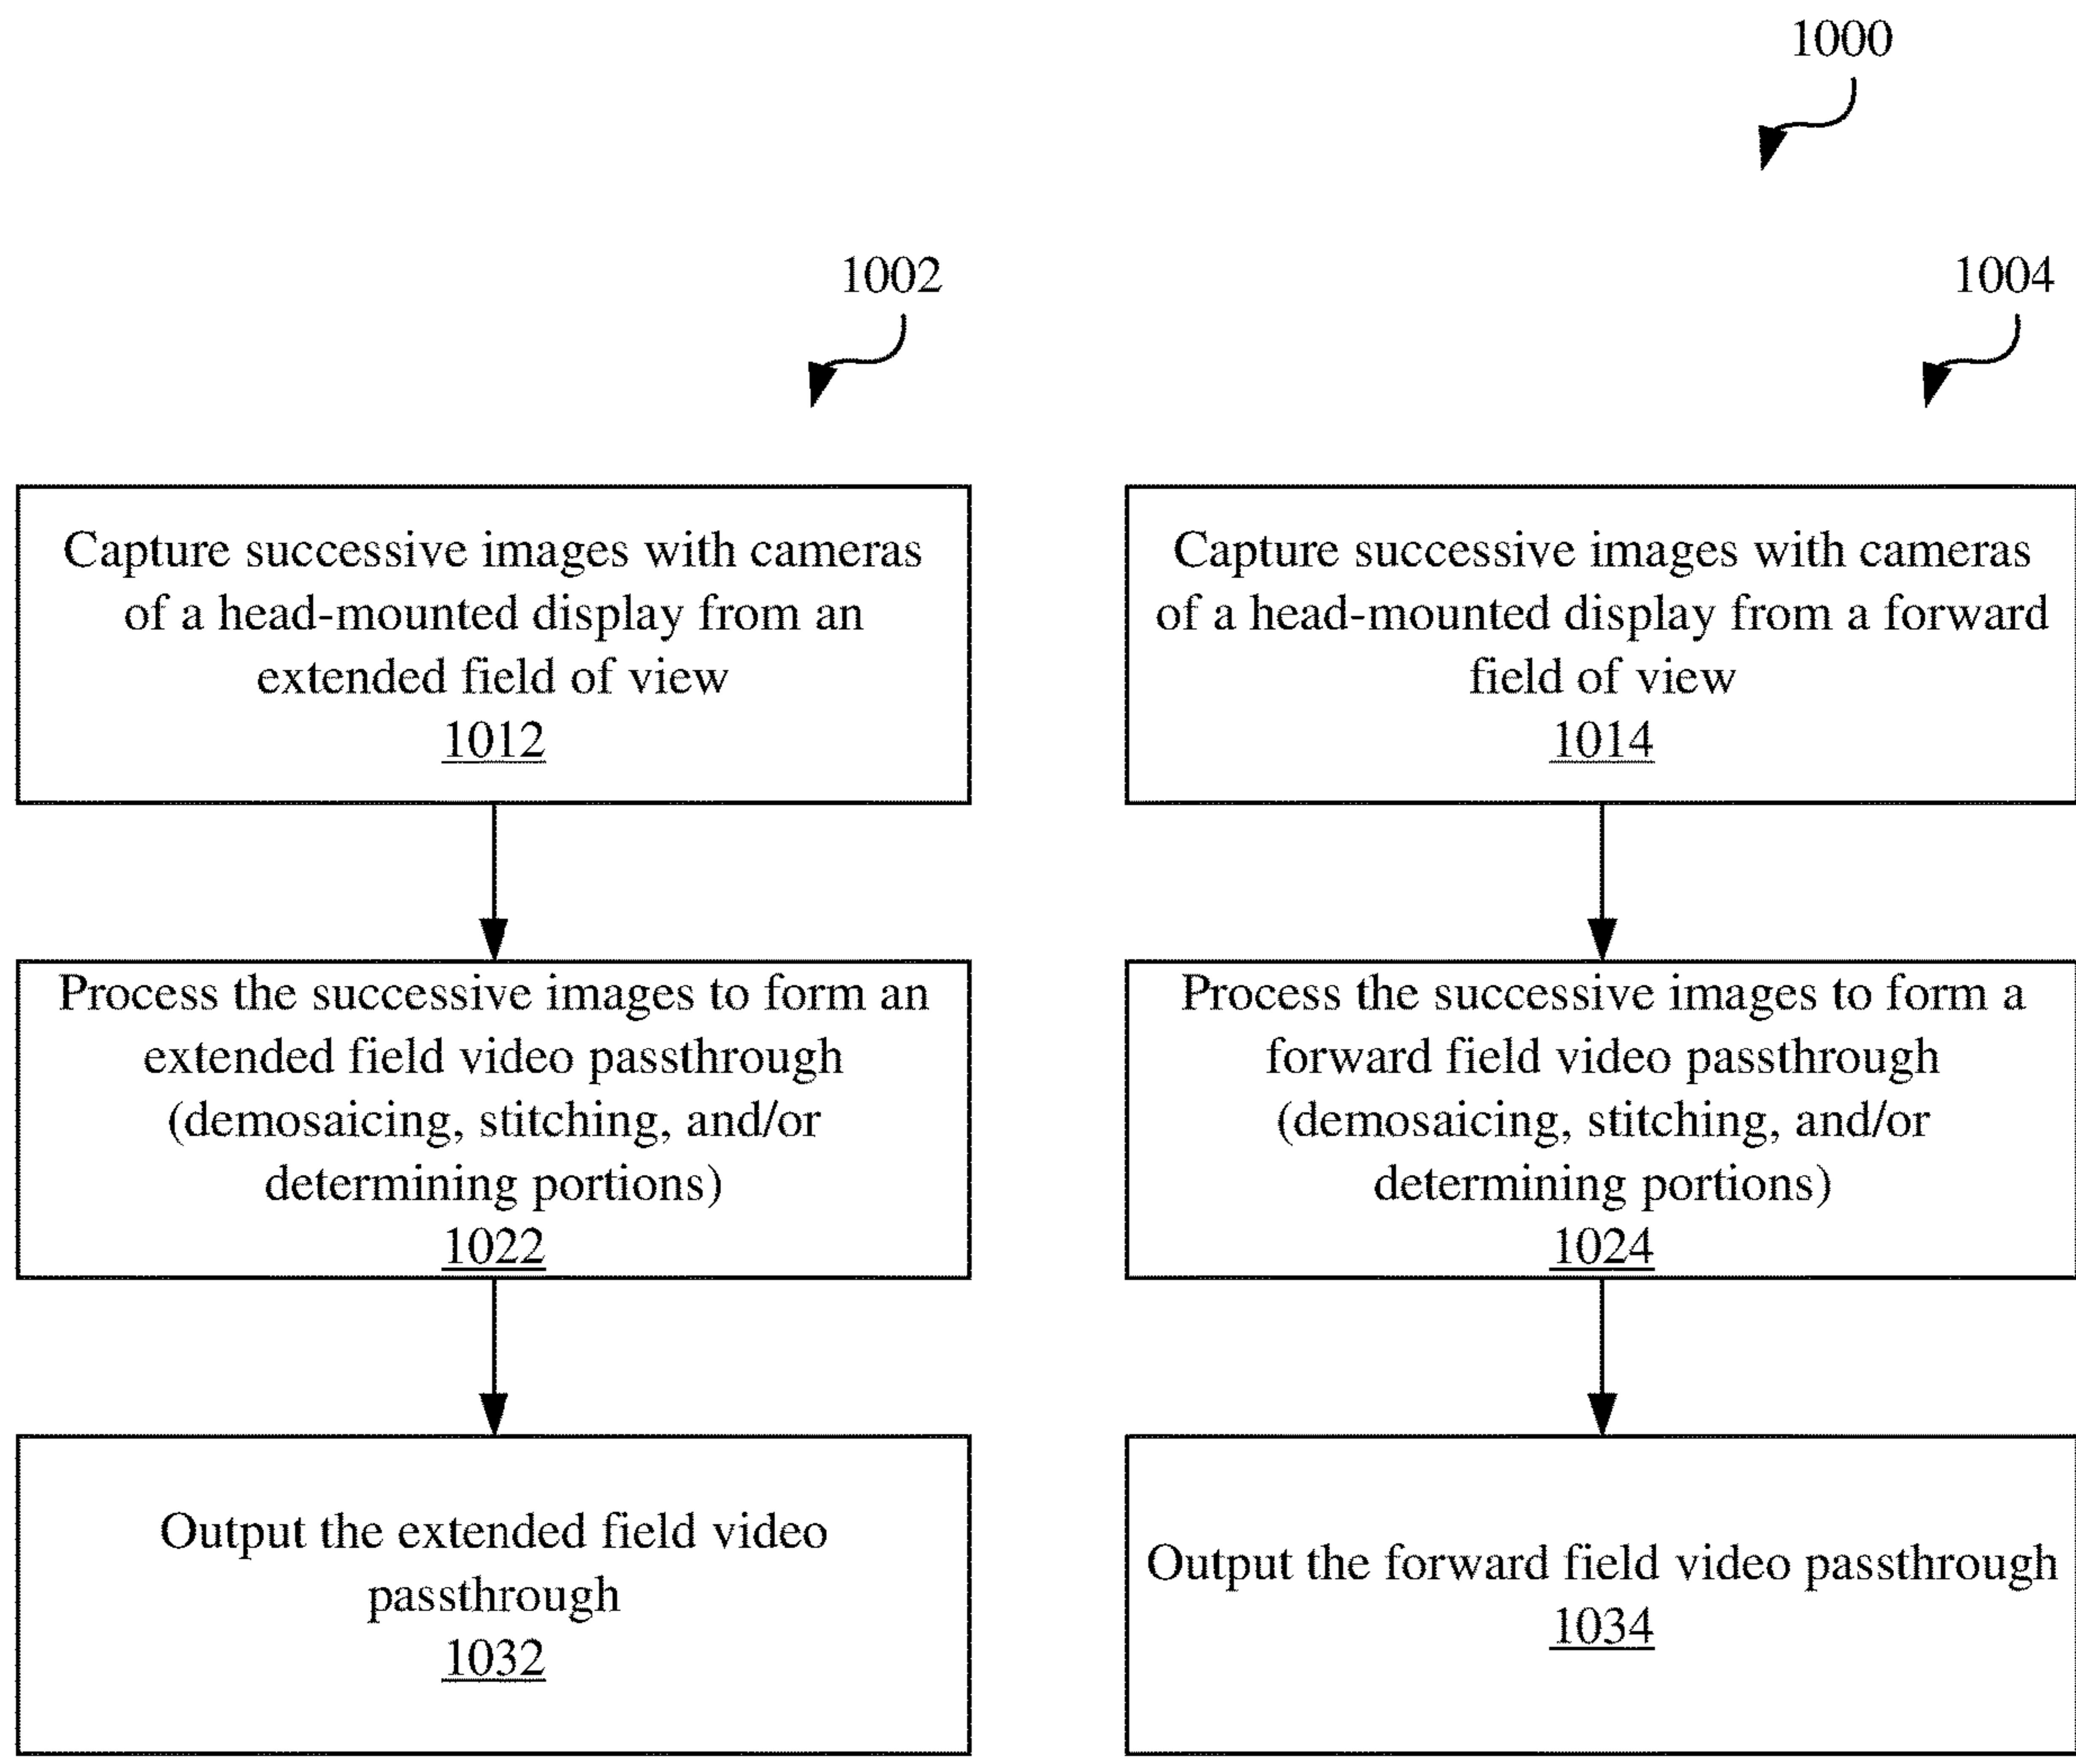 1000
1002
1004
Capture successive images with cameras
of a head-mounted display from an
extended field of view
1012
Capture successive images with cameras
of a head-mounted display from a forward
field of view
1014
Process the successive images to form an
extended field video passthrough
(demosaicing, stitching, and/or
determining portions)
1022
Process the successive images to form a
forward field video passthrough
(demosaicing, stitching, and/or
determining portions)
1024
Output the extended field video
passthrough
1032
Output the forward field video passthrough
1034